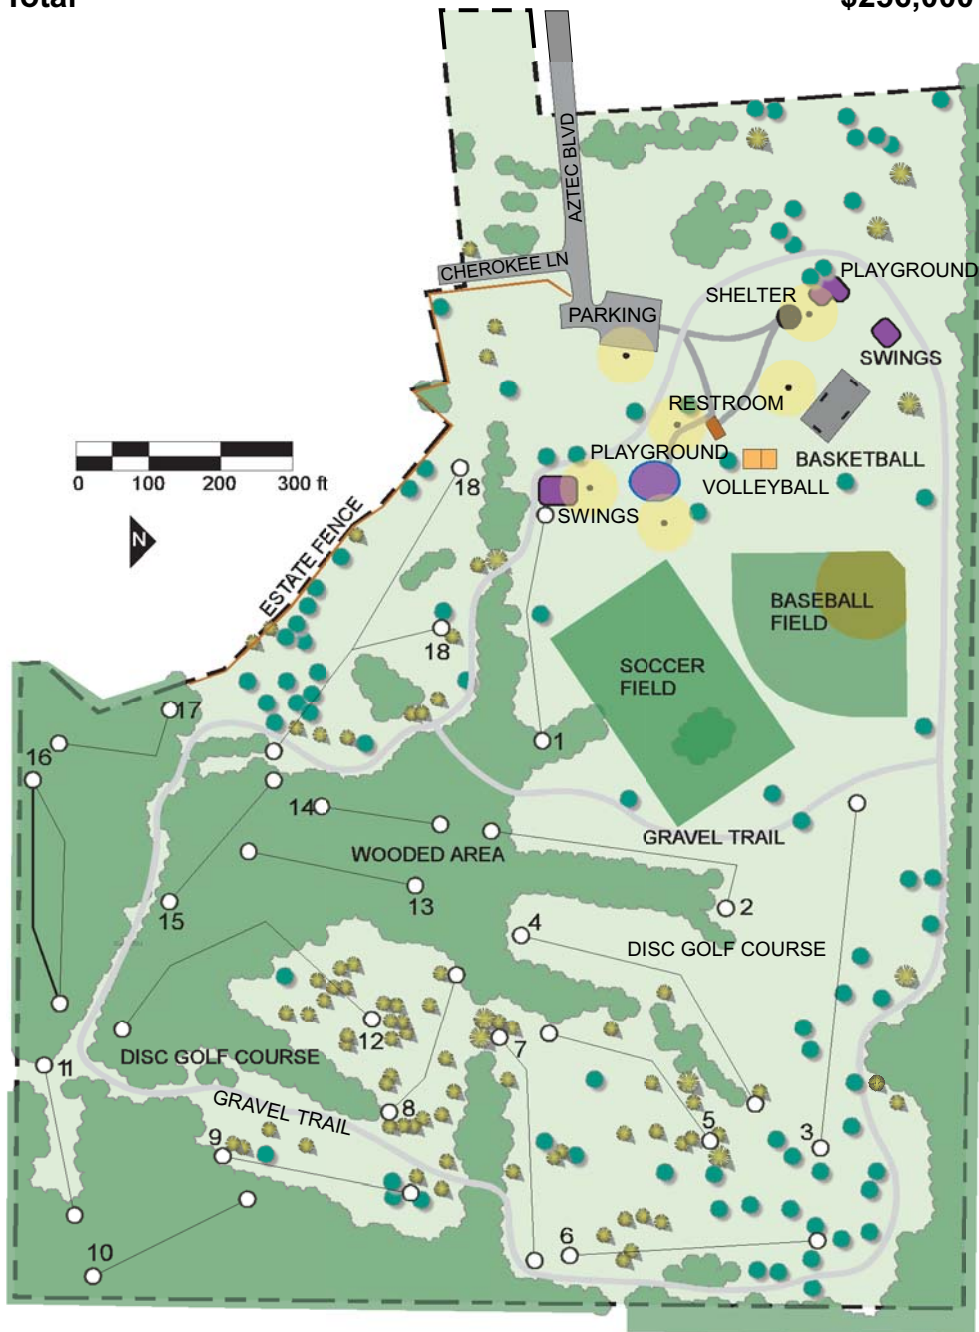 Total $256,000
AZTEC BLVD
CHEROKEE LN
PLAYGROUND
SHELTER
PARKING
SWINGS
RESTROOM
PLAYGROUND
BASKETBALL
18
VOLLEYBALL
0 100 200 300 ft
SWINGS
N
ESTATE FENCE
BASEBALL
FIELD
18
SOCCER
FIELD
17
16
1
14
GRAVEL TRAIL
WOODED AREA
13
2
15
4
DISC GOLF COURSE
12
7
DISC GOLF COURSE
11
GRAVEL TRAIL
8
5
3
9
6
10